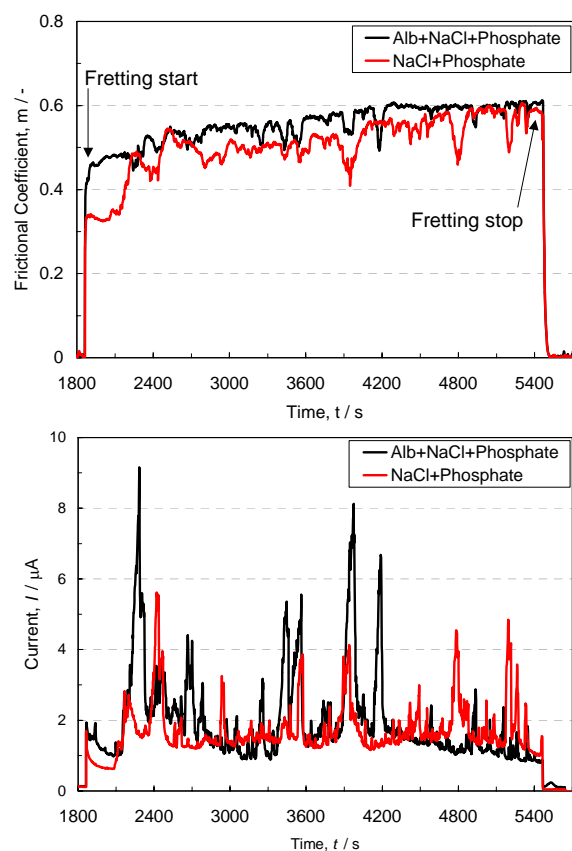 Alb+NaCl+Phosphate
NaCl+Phosphate
Fretting start
Fretting stop
Frictional Coefficient, m / -
0.8
0.6
0.4
0.2
0
1800 2400 3000 3600 4200 4800 5400
Time, t / s
Alb+NaCl+Phosphate
NaCl+Phosphate
Current, I / µA
10
8
6
4
2
0
1800 2400 3000 3600 4200 4800 5400
Time, t / s